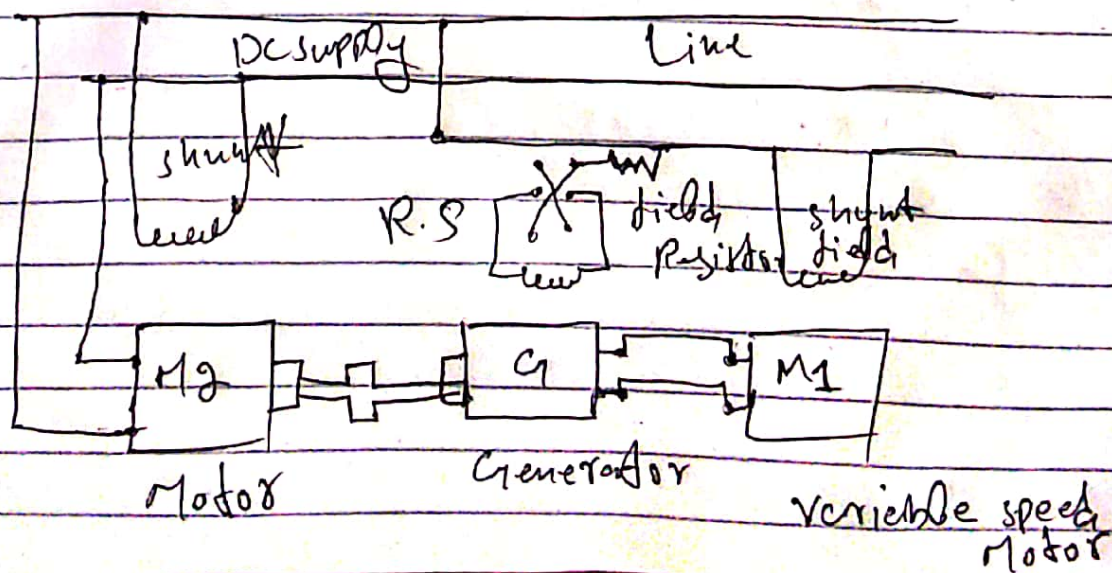 DC supply Line
shunt
R.S field shunt
Resistor field
M2 G M1
Motor Generator variable speed
Motor